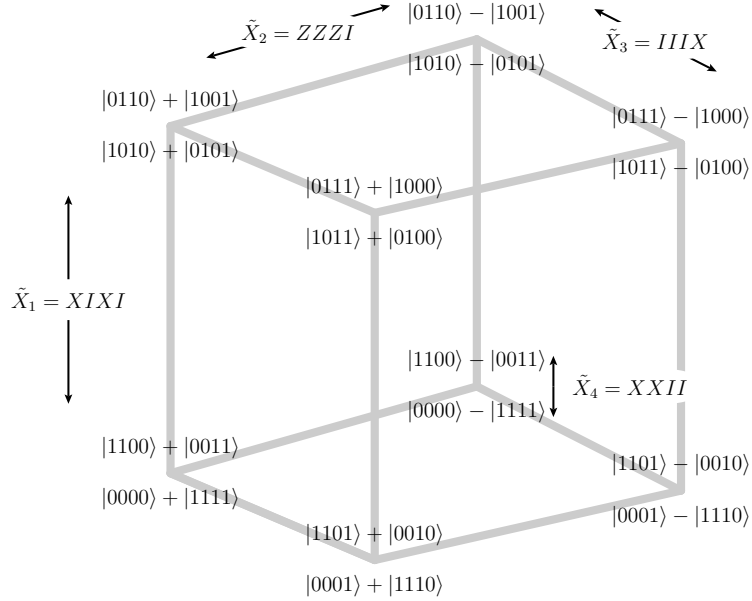 |0110⟩ − |1001⟩
X̃₂ = ZZZI
X̃₃ = IIIX
|1010⟩ − |0101⟩
|0110⟩ + |1001⟩
|0111⟩ − |1000⟩
|1010⟩ + |0101⟩
|1011⟩ − |0100⟩
|0111⟩ + |1000⟩
|1011⟩ + |0100⟩
X̃₁ = XIXI
|1100⟩ − |0011⟩
X̃₄ = XXII
|0000⟩ − |1111⟩
|1100⟩ + |0011⟩
|1101⟩ − |0010⟩
|0000⟩ + |1111⟩
|0001⟩ − |1110⟩
|1101⟩ + |0010⟩
|0001⟩ + |1110⟩